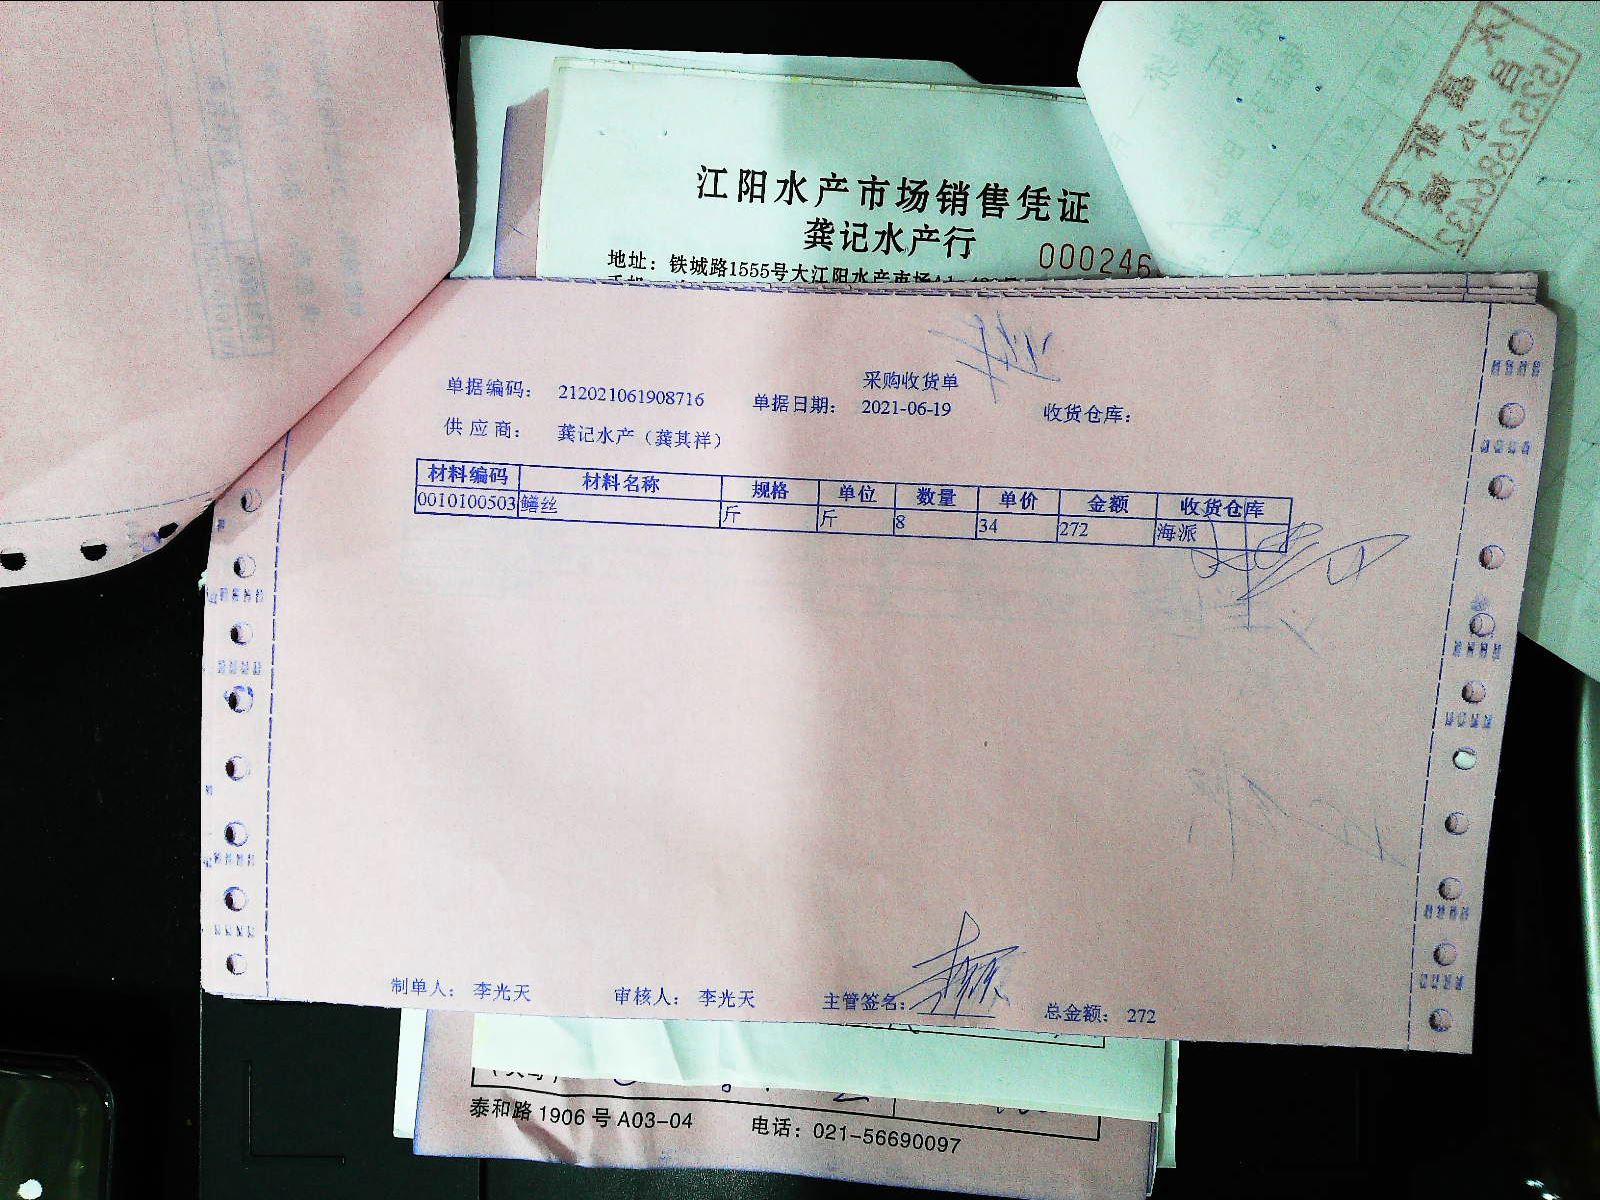 江阳水产市场销售凭证
龚记水产行
000246
地址：铁城路1555号大江阳水产市场
采购收货单
单据编码： 212021061908716 单据日期： 2021-06-19 收货仓库：
供应商： 龚记水产（龚其祥）
材料编码 材料名称 规格 单位 数量 单价 金额 收货仓库
0010100503 鳝丝 斤 斤 8 34 272 海派
制单人： 李光天 审核人： 李光天 主管签名： 总金额： 272
泰和路1906号A03-04 电话：021-56690097